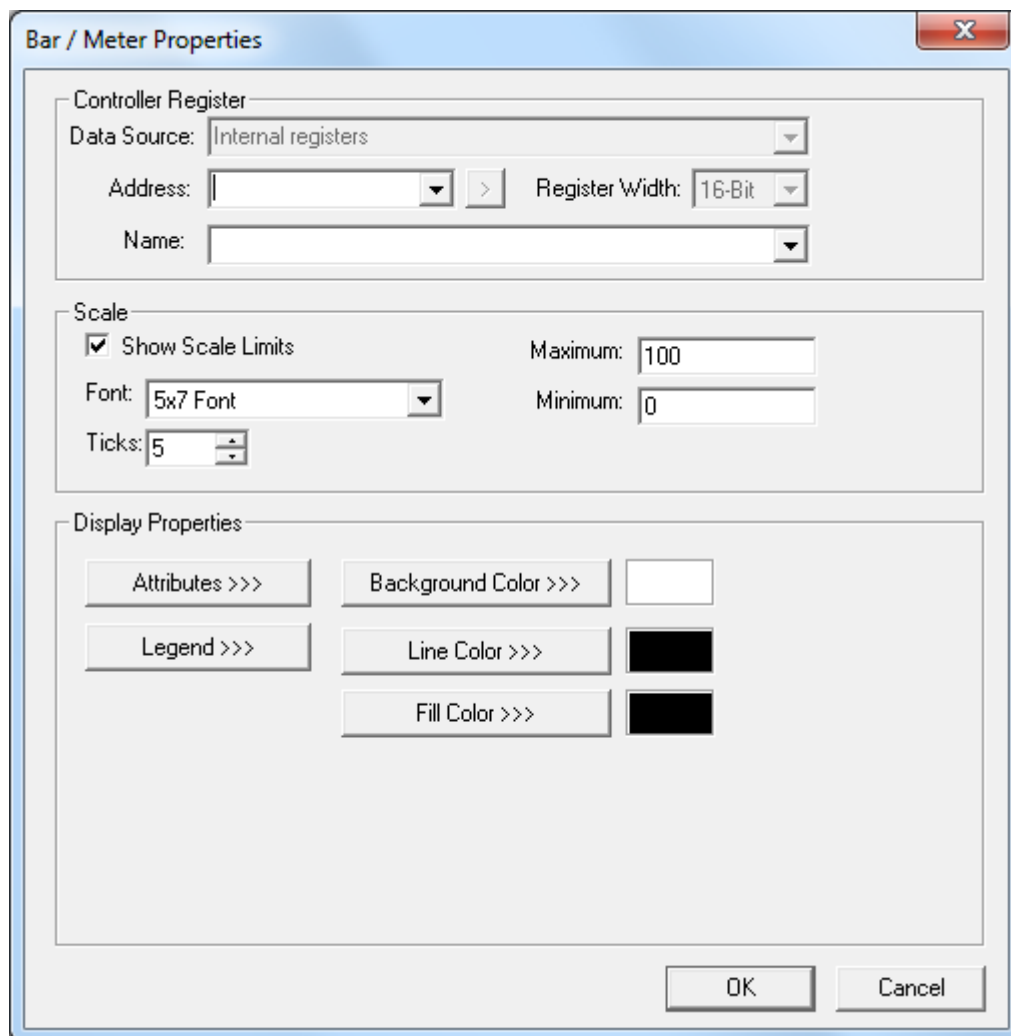 Bar / Meter Properties
Controller Register
Data Source: Internal registers
Address: > Register Width: 16-Bit
Name:
Scale
Show Scale Limits Maximum: 100
Font: 5x7 Font Minimum: 0
Ticks: 5
Display Properties
Attributes >>> Background Color >>>
Legend >>> Line Color >>>
Fill Color >>>
OK Cancel